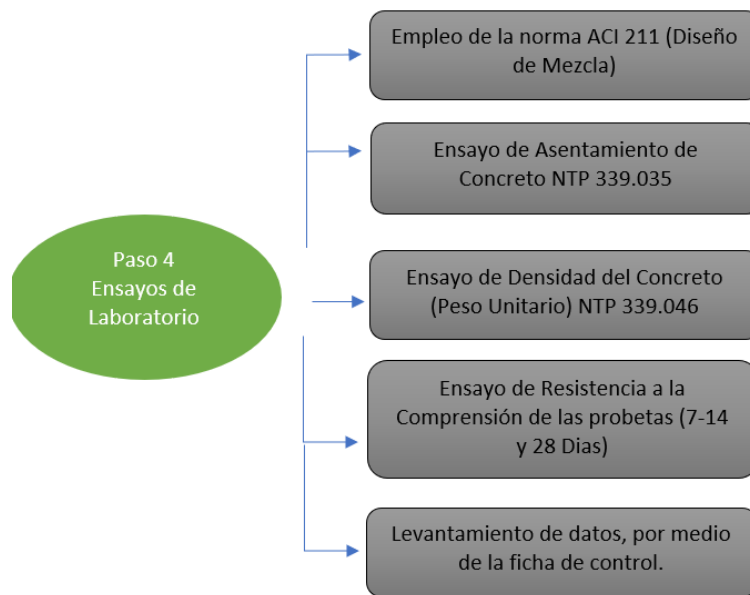 Empleo de la norma ACI 211 (Diseño
de Mezcla)
Ensayo de Asentamiento de
Concreto NTP 339.035
Paso 4
Ensayos de
Laboratorio
Ensayo de Densidad del Concreto
(Peso Unitario) NTP 339.046
Ensayo de Resistencia a la
Comprensión de las probetas (7-14
y 28 Dias)
Levantamiento de datos, por medio
de la ficha de control.